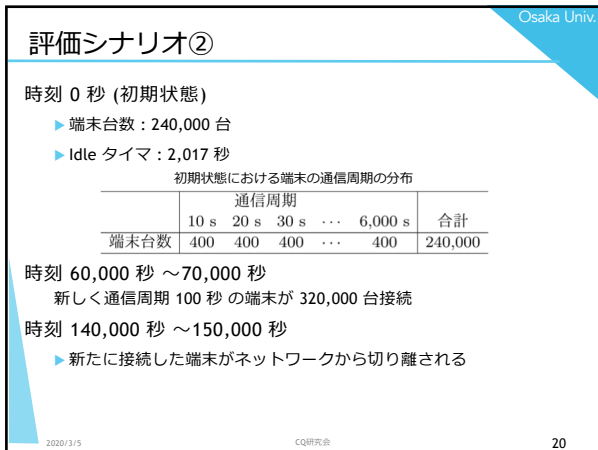 Osaka Univ.
評価シナリオ②
時刻 0 秒 (初期状態)
▶ 端末台数 : 240,000 台
▶ Idle タイマ : 2,017 秒
初期状態における端末の通信周期の分布
通信周期
10 s 20 s 30 s ··· 6,000 s 合計
端末台数 400 400 400 ··· 400 240,000
時刻 60,000 秒 ～70,000 秒
新しく通信周期 100 秒 の端末が 320,000 台接続
時刻 140,000 秒 ～150,000 秒
▶ 新たに接続した端末がネットワークから切り離される
2020/3/5 CQ研究会 20